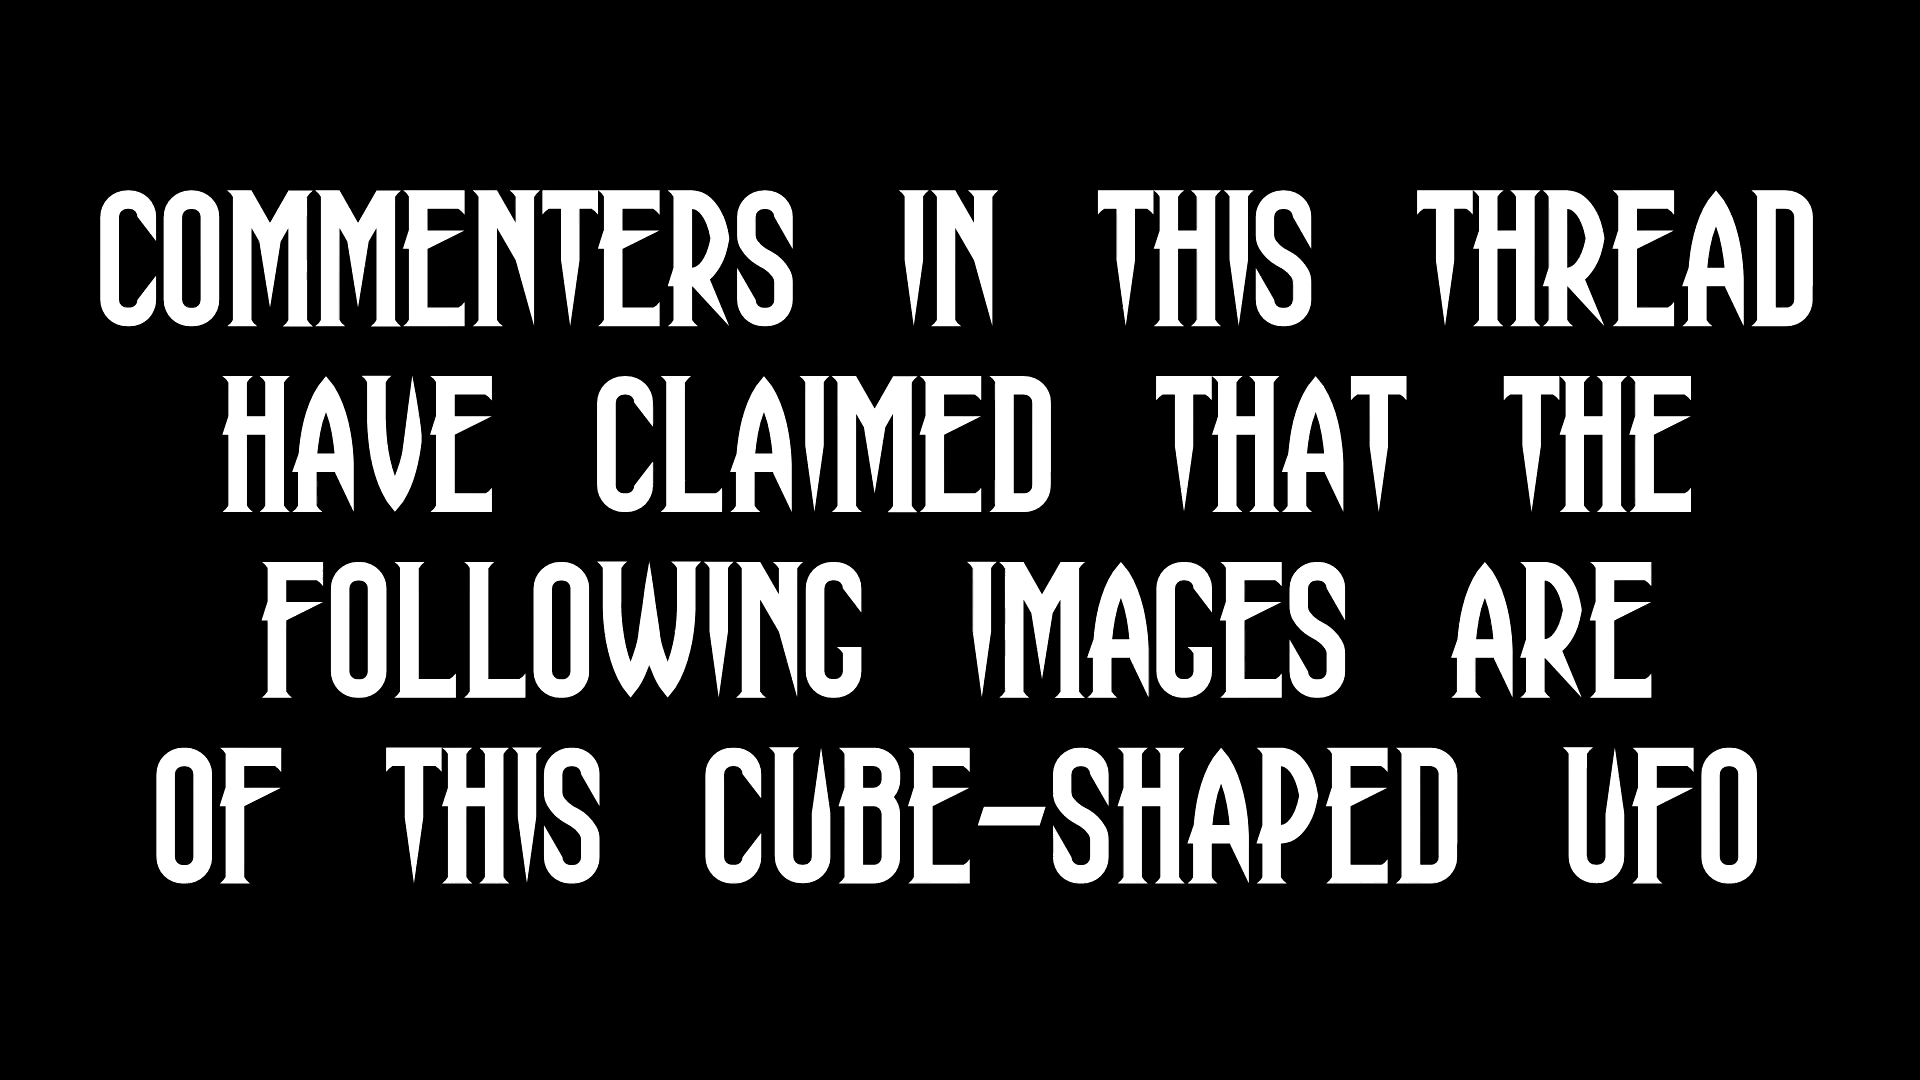 COMMENTERS IN THIS THREAD
HAVE CLAIMED THAT THE
FOLLOWING IMAGES ARE
OF THIS CUBE-SHAPED UFO